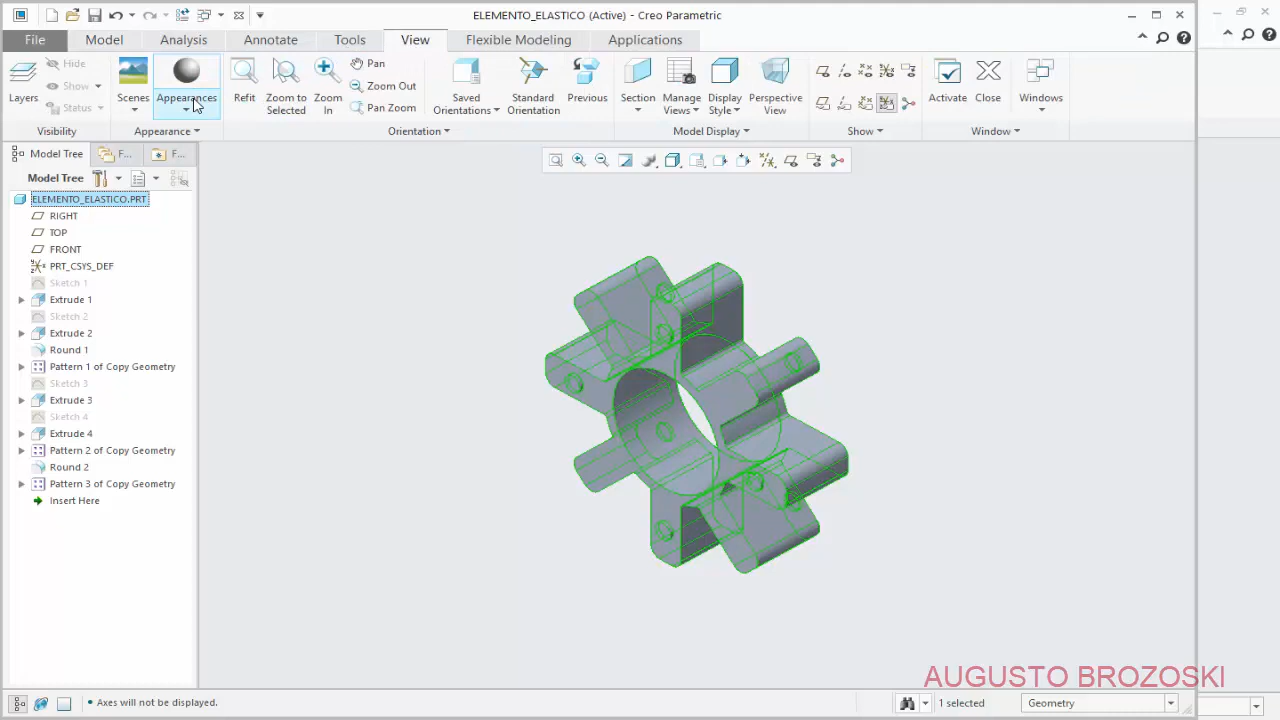 ELEMENTO_ELASTICO (Active) - Creo Parametric
File Model Analysis Annotate Tools View Flexible Modeling Applications
Layers
Hide
Show
Status
Visibility
Scenes
Appearances
Appearance
Refit
Zoom to Selected
Zoom In
Pan
Zoom Out
Pan Zoom
Saved Orientations
Standard Orientation
Previous
Orientation
Section
Manage Views
Display Style
Perspective View
Model Display
Show
Activate
Close
Windows
Window
Model Tree F... F...
Model Tree
ELEMENTO_ELASTICO.PRT
RIGHT
TOP
FRONT
PRT_CSYS_DEF
Sketch 1
Extrude 1
Sketch 2
Extrude 2
Round 1
Pattern 1 of Copy Geometry
Sketch 3
Extrude 3
Sketch 4
Extrude 4
Pattern 2 of Copy Geometry
Round 2
Pattern 3 of Copy Geometry
Insert Here
AUGUSTO BROZOSKI
• Axes will not be displayed.
1 selected
Geometry